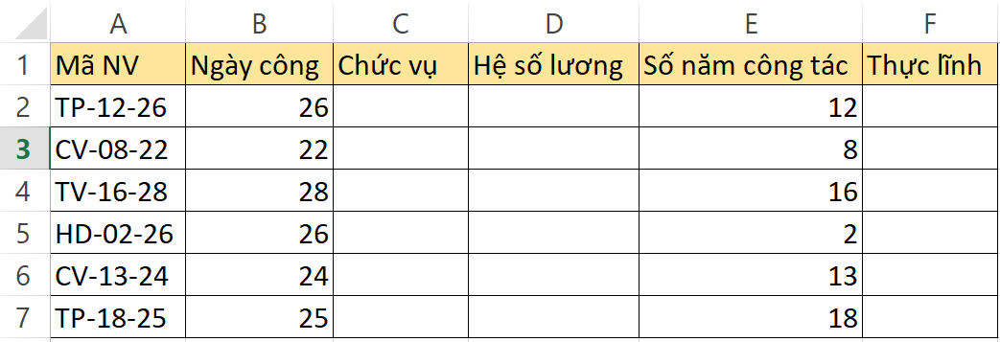 A B C D E F
1 Mã NV Ngày công Chức vụ Hệ số lương Số năm công tác Thực lĩnh
2 TP-12-26 26 12
3 CV-08-22 22 8
4 TV-16-28 28 16
5 HD-02-26 26 2
6 CV-13-24 24 13
7 TP-18-25 25 18